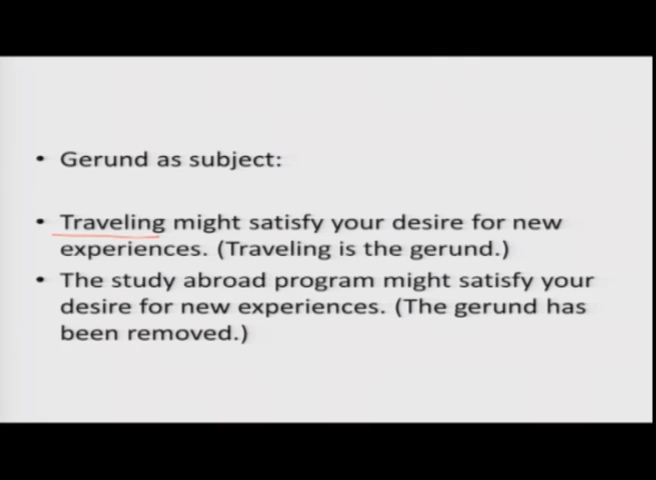 • Gerund as subject:
• Traveling might satisfy your desire for new
experiences. (Traveling is the gerund.)
• The study abroad program might satisfy your
desire for new experiences. (The gerund has
been removed.)